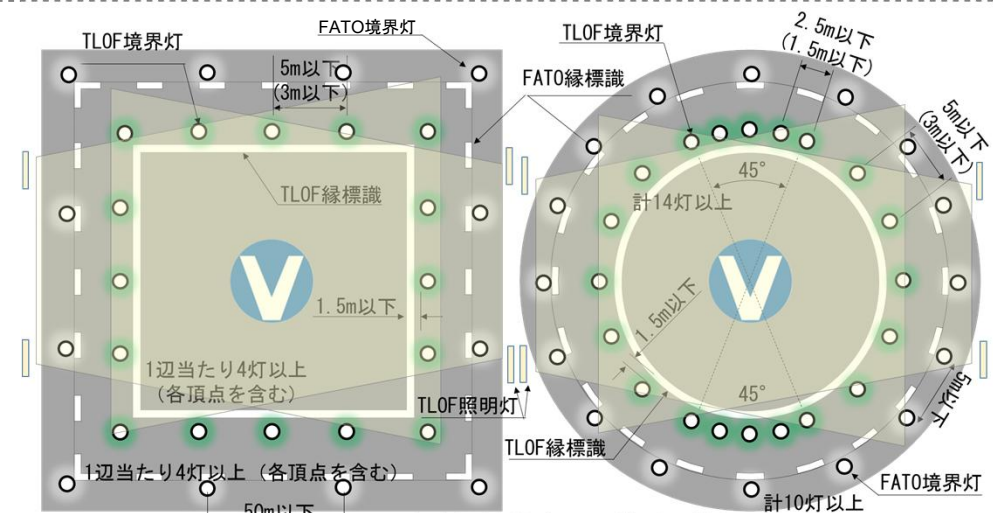 TLOF境界灯
FATO境界灯
5m以下
(3m以下)
TLOF縁標識
1.5m以下
1辺当たり4灯以上
(各頂点を含む)
1辺当たり4灯以上 (各頂点を含む)
50m以下
V
TLOF照明灯
TLOF境界灯
2.5m以下
(1.5m以下)
FATO縁標識
5m以下
(3m以下)
45°
計14灯以上
V
1.5m以下
45°
5m以下
TLOF縁標識
FATO境界灯
計10灯以上